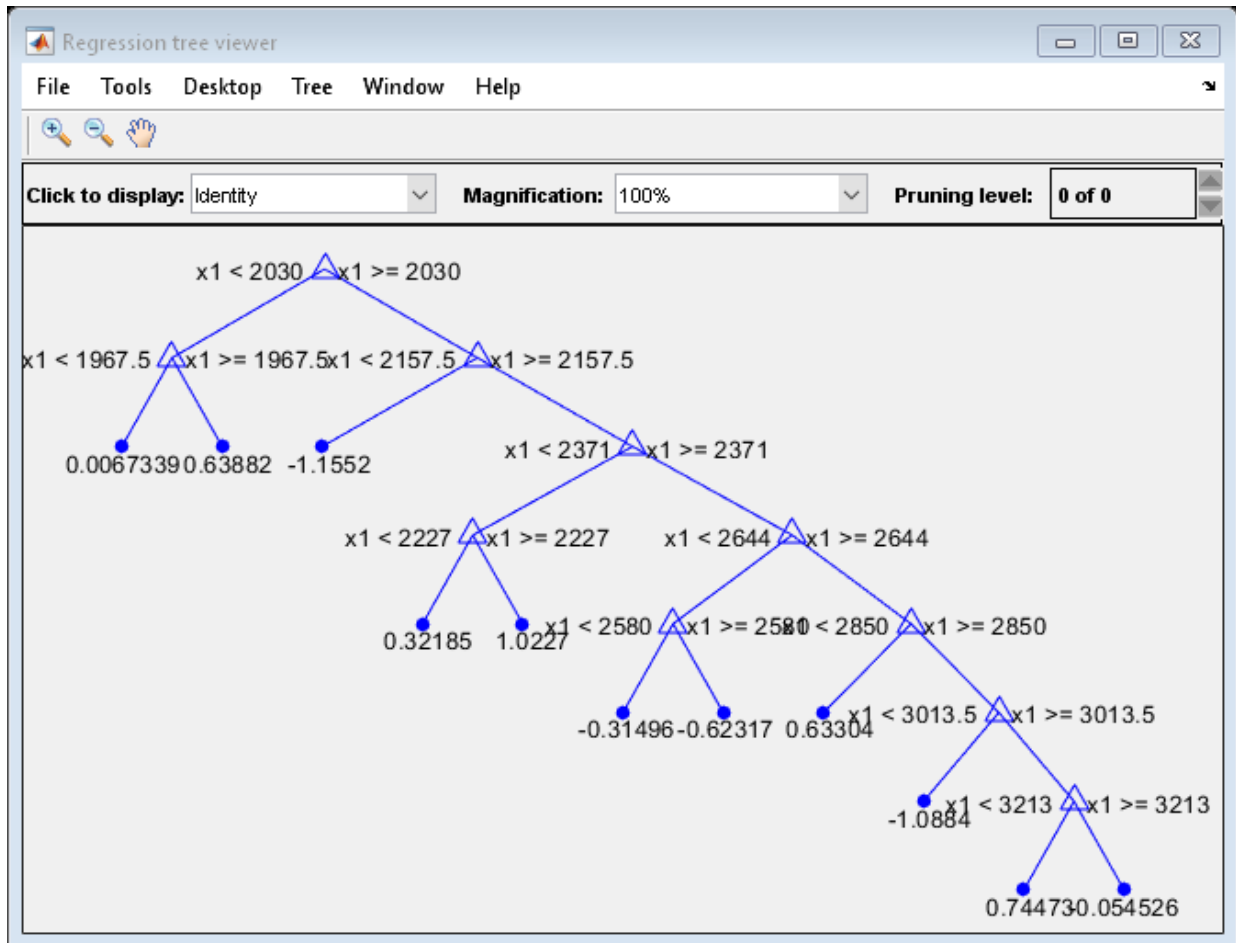 Regression tree viewer
File Tools Desktop Tree Window Help
Click to display: Identity Magnification: 100% Pruning level: 0 of 0
x1 < 2030 x1 >= 2030
x1 < 1967.5 x1 >= 1967.5 x1 < 2157.5 x1 >= 2157.5
0.0067339 0.63882 -1.1552
x1 < 2371 x1 >= 2371
x1 < 2227 x1 >= 2227 x1 < 2644 x1 >= 2644
0.32185 1.0227
x1 < 2580 x1 >= 2580 x1 < 2850 x1 >= 2850
-0.31496 -0.62317 0.63304
x1 < 3013.5 x1 >= 3013.5
-1.0884
x1 < 3213 x1 >= 3213
0.74473 -0.054526